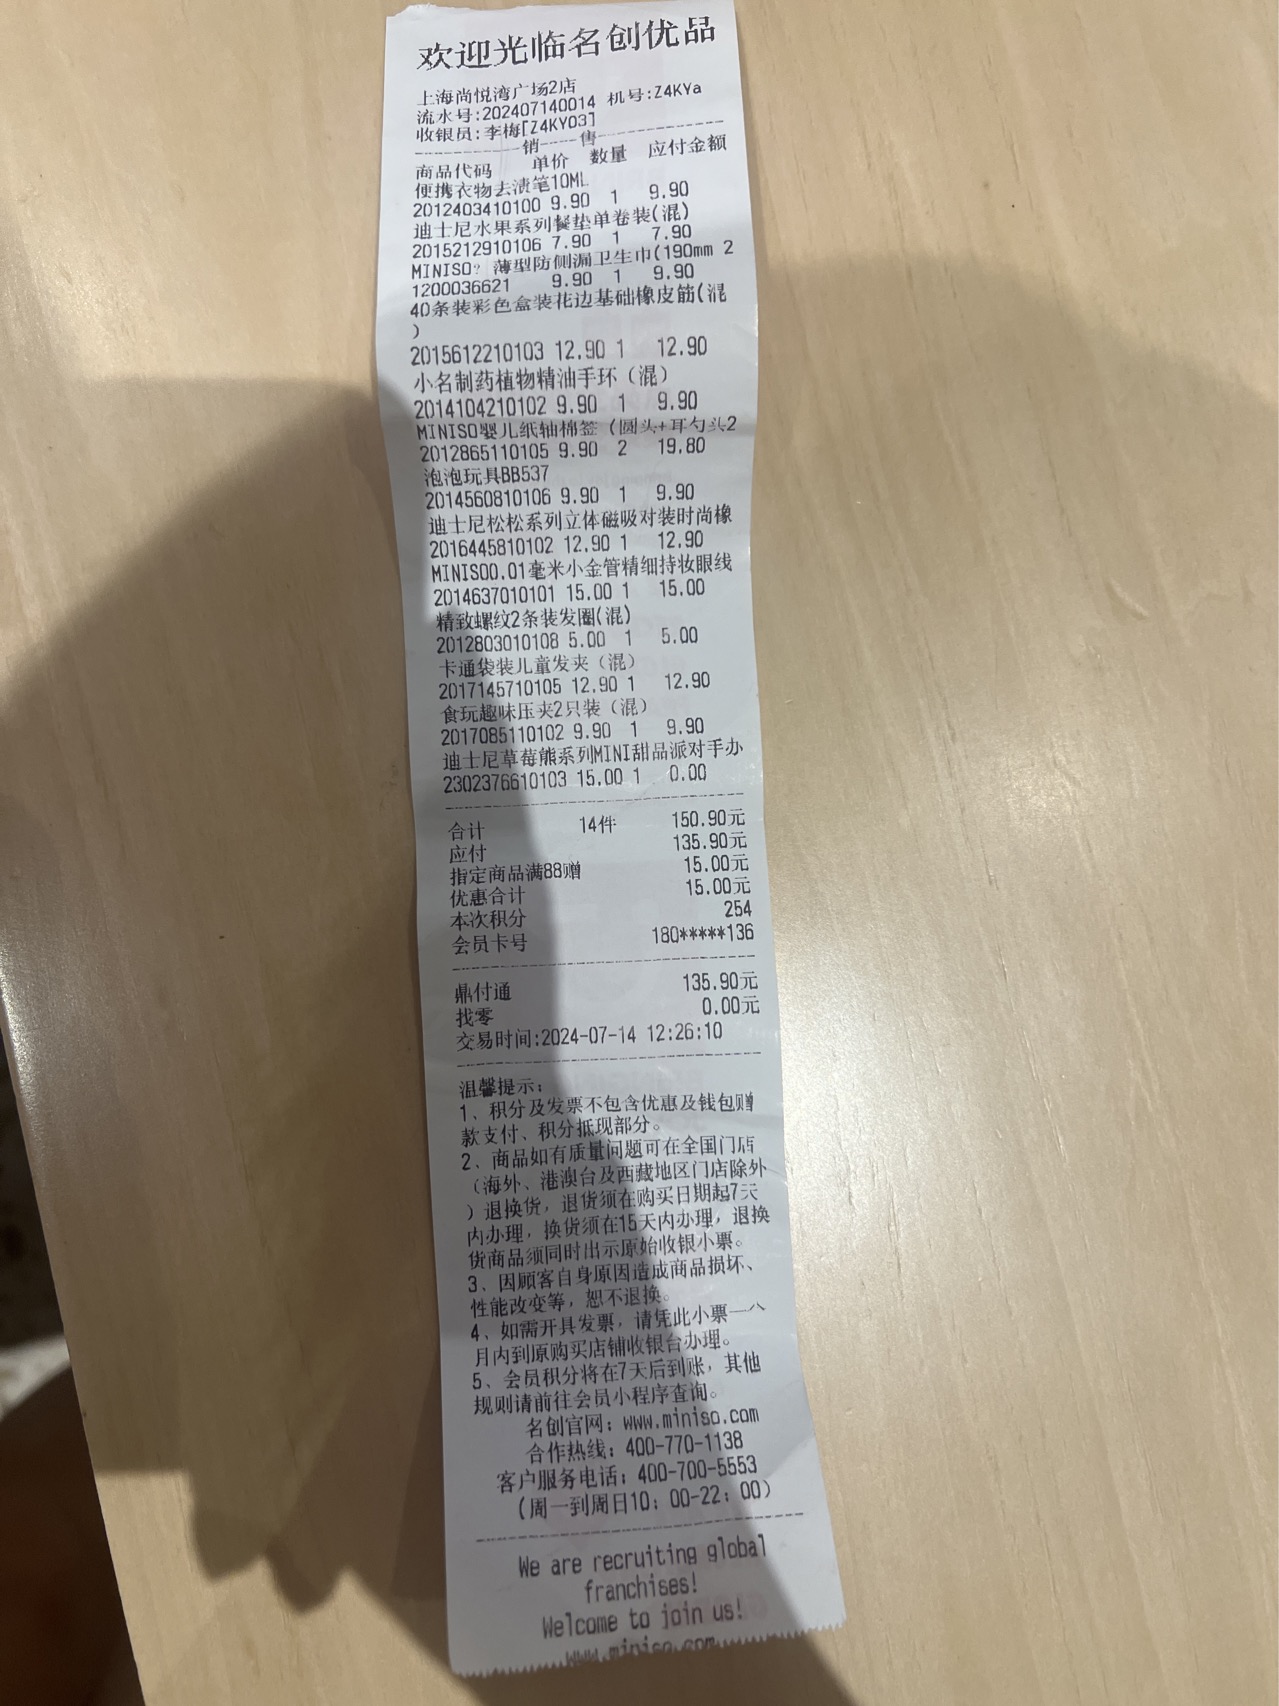 欢迎光临名创优品
上海尚悦湾广场2店
流水号:202407140014 机号:Z4KYa
收银员:李梅[Z4KY03]
----------销----售----------
商品代码 单价 数量 应付金额
便携衣物去渍笔10ML
2012403410100 9.90 1 9.90
迪士尼水果系列餐垫单卷装(混)
2015212910106 7.90 1 7.90
MINISO? 薄型防侧漏卫生巾(190mm 2
1200036621 9.90 1 9.90
40条装彩色盒装花边基础橡皮筋(混
)
2015612210103 12.90 1 12.90
小名制药植物精油手环（混）
2014104210102 9.90 1 9.90
MINISO婴儿纸轴棉签（圆头+耳勺头2
2012865110105 9.90 2 19.80
泡泡玩具BB537
2014560810106 9.90 1 9.90
迪士尼松松系列立体磁吸对装时尚橡
2016445810102 12.90 1 12.90
MINISO0.01毫米小金管精细持妆眼线
2014637010101 15.00 1 15.00
精致螺纹2条装发圈(混)
2012803010108 5.00 1 5.00
卡通袋装儿童发夹（混）
2017145710105 12.90 1 12.90
食玩趣味压夹2只装（混）
2017085110102 9.90 1 9.90
迪士尼草莓熊系列MINI甜品派对手办
2302376610103 15.00 1 0.00
合计 14件 150.90元
应付 135.90元
指定商品满88赠 15.00元
优惠合计 15.00元
本次积分 254
会员卡号 180*****136
鼎付通 135.90元
找零 0.00元
交易时间:2024-07-14 12:26:10
温馨提示:
1、积分及发票不包含优惠及钱包赠
款支付、积分抵现部分。
2、商品如有质量问题可在全国门店
（海外、港澳台及西藏地区门店除外
）退换货，退货须在购买日期起7天
内办理，换货须在15天内办理，退换
货商品须同时出示原始收银小票。
3、因顾客自身原因造成商品损坏、
性能改变等，恕不退换。
4、如需开具发票，请凭此小票一个
月内到原购买店铺收银台办理。
5、会员积分将在7天后到账，其他
规则请前往会员小程序查询。
名创官网：www.miniso.com
合作热线：400-770-1138
客户服务电话：400-700-5553
(周一到周日10：00-22：00)
We are recruiting global
franchises!
Welcome to join us!
www.miniso.com